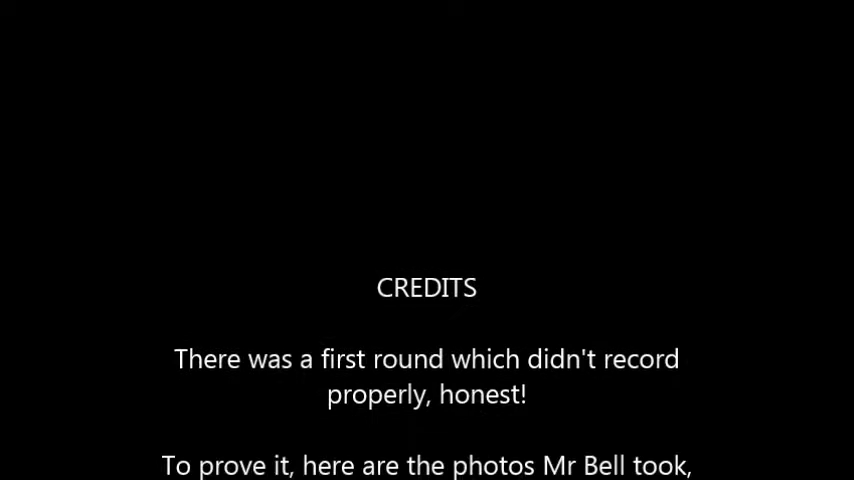 CREDITS
There was a first round which didn't record
properly, honest!
To prove it, here are the photos Mr Bell took,